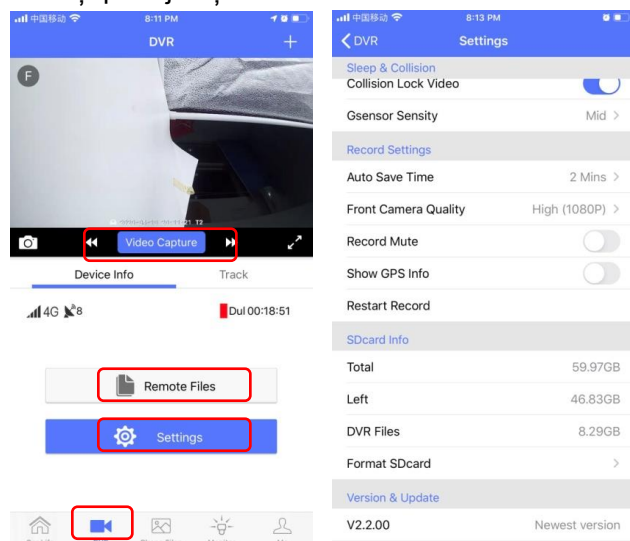 中国移动 8:11 PM
DVR +
F
Video Capture
Device Info Track
4G 8 Dul 00:18:51
Remote Files
Settings
中国移动 8:13 PM
DVR Settings
Sleep & Collision
Collision Lock Video
Gsensor Sensity Mid >
Record Settings
Auto Save Time 2 Mins >
Front Camera Quality High (1080P) >
Record Mute
Show GPS Info
Restart Record
SDcard Info
Total 59.97GB
Left 46.83GB
DVR Files 8.29GB
Format SDcard >
Version & Update
V2.2.00 Newest version